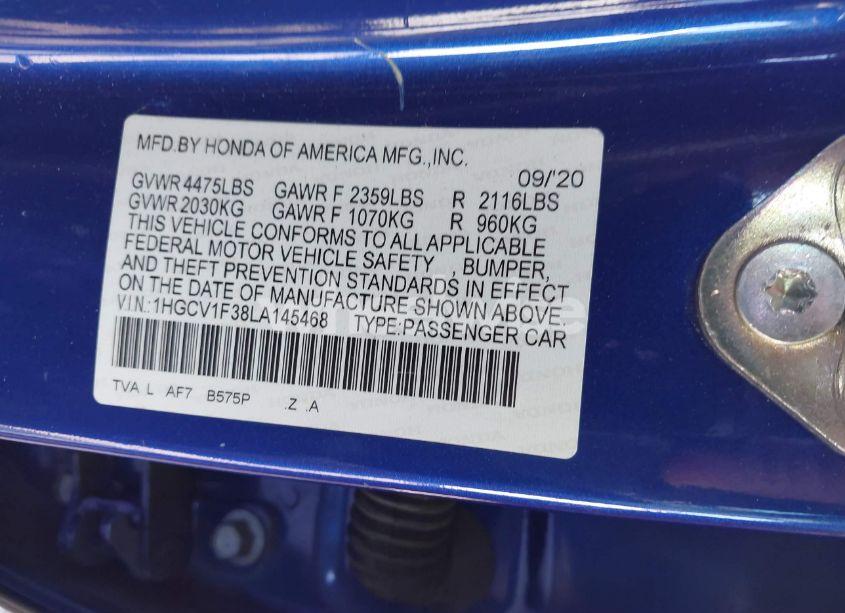 MFD.BY HONDA OF AMERICA MFG.,INC.
09/'20
GVWR 4475LBS GAWR F 2359LBS R 2116LBS
GVWR 2030KG GAWR F 1070KG R 960KG
THIS VEHICLE CONFORMS TO ALL APPLICABLE
FEDERAL MOTOR VEHICLE SAFETY , BUMPER,
AND THEFT PREVENTION STANDARDS IN EFFECT
ON THE DATE OF MANUFACTURE SHOWN ABOVE.
V.I.N.:1HGCV1F38LA145468 TYPE:PASSENGER CAR
TVA L AF7 B575P .Z .A